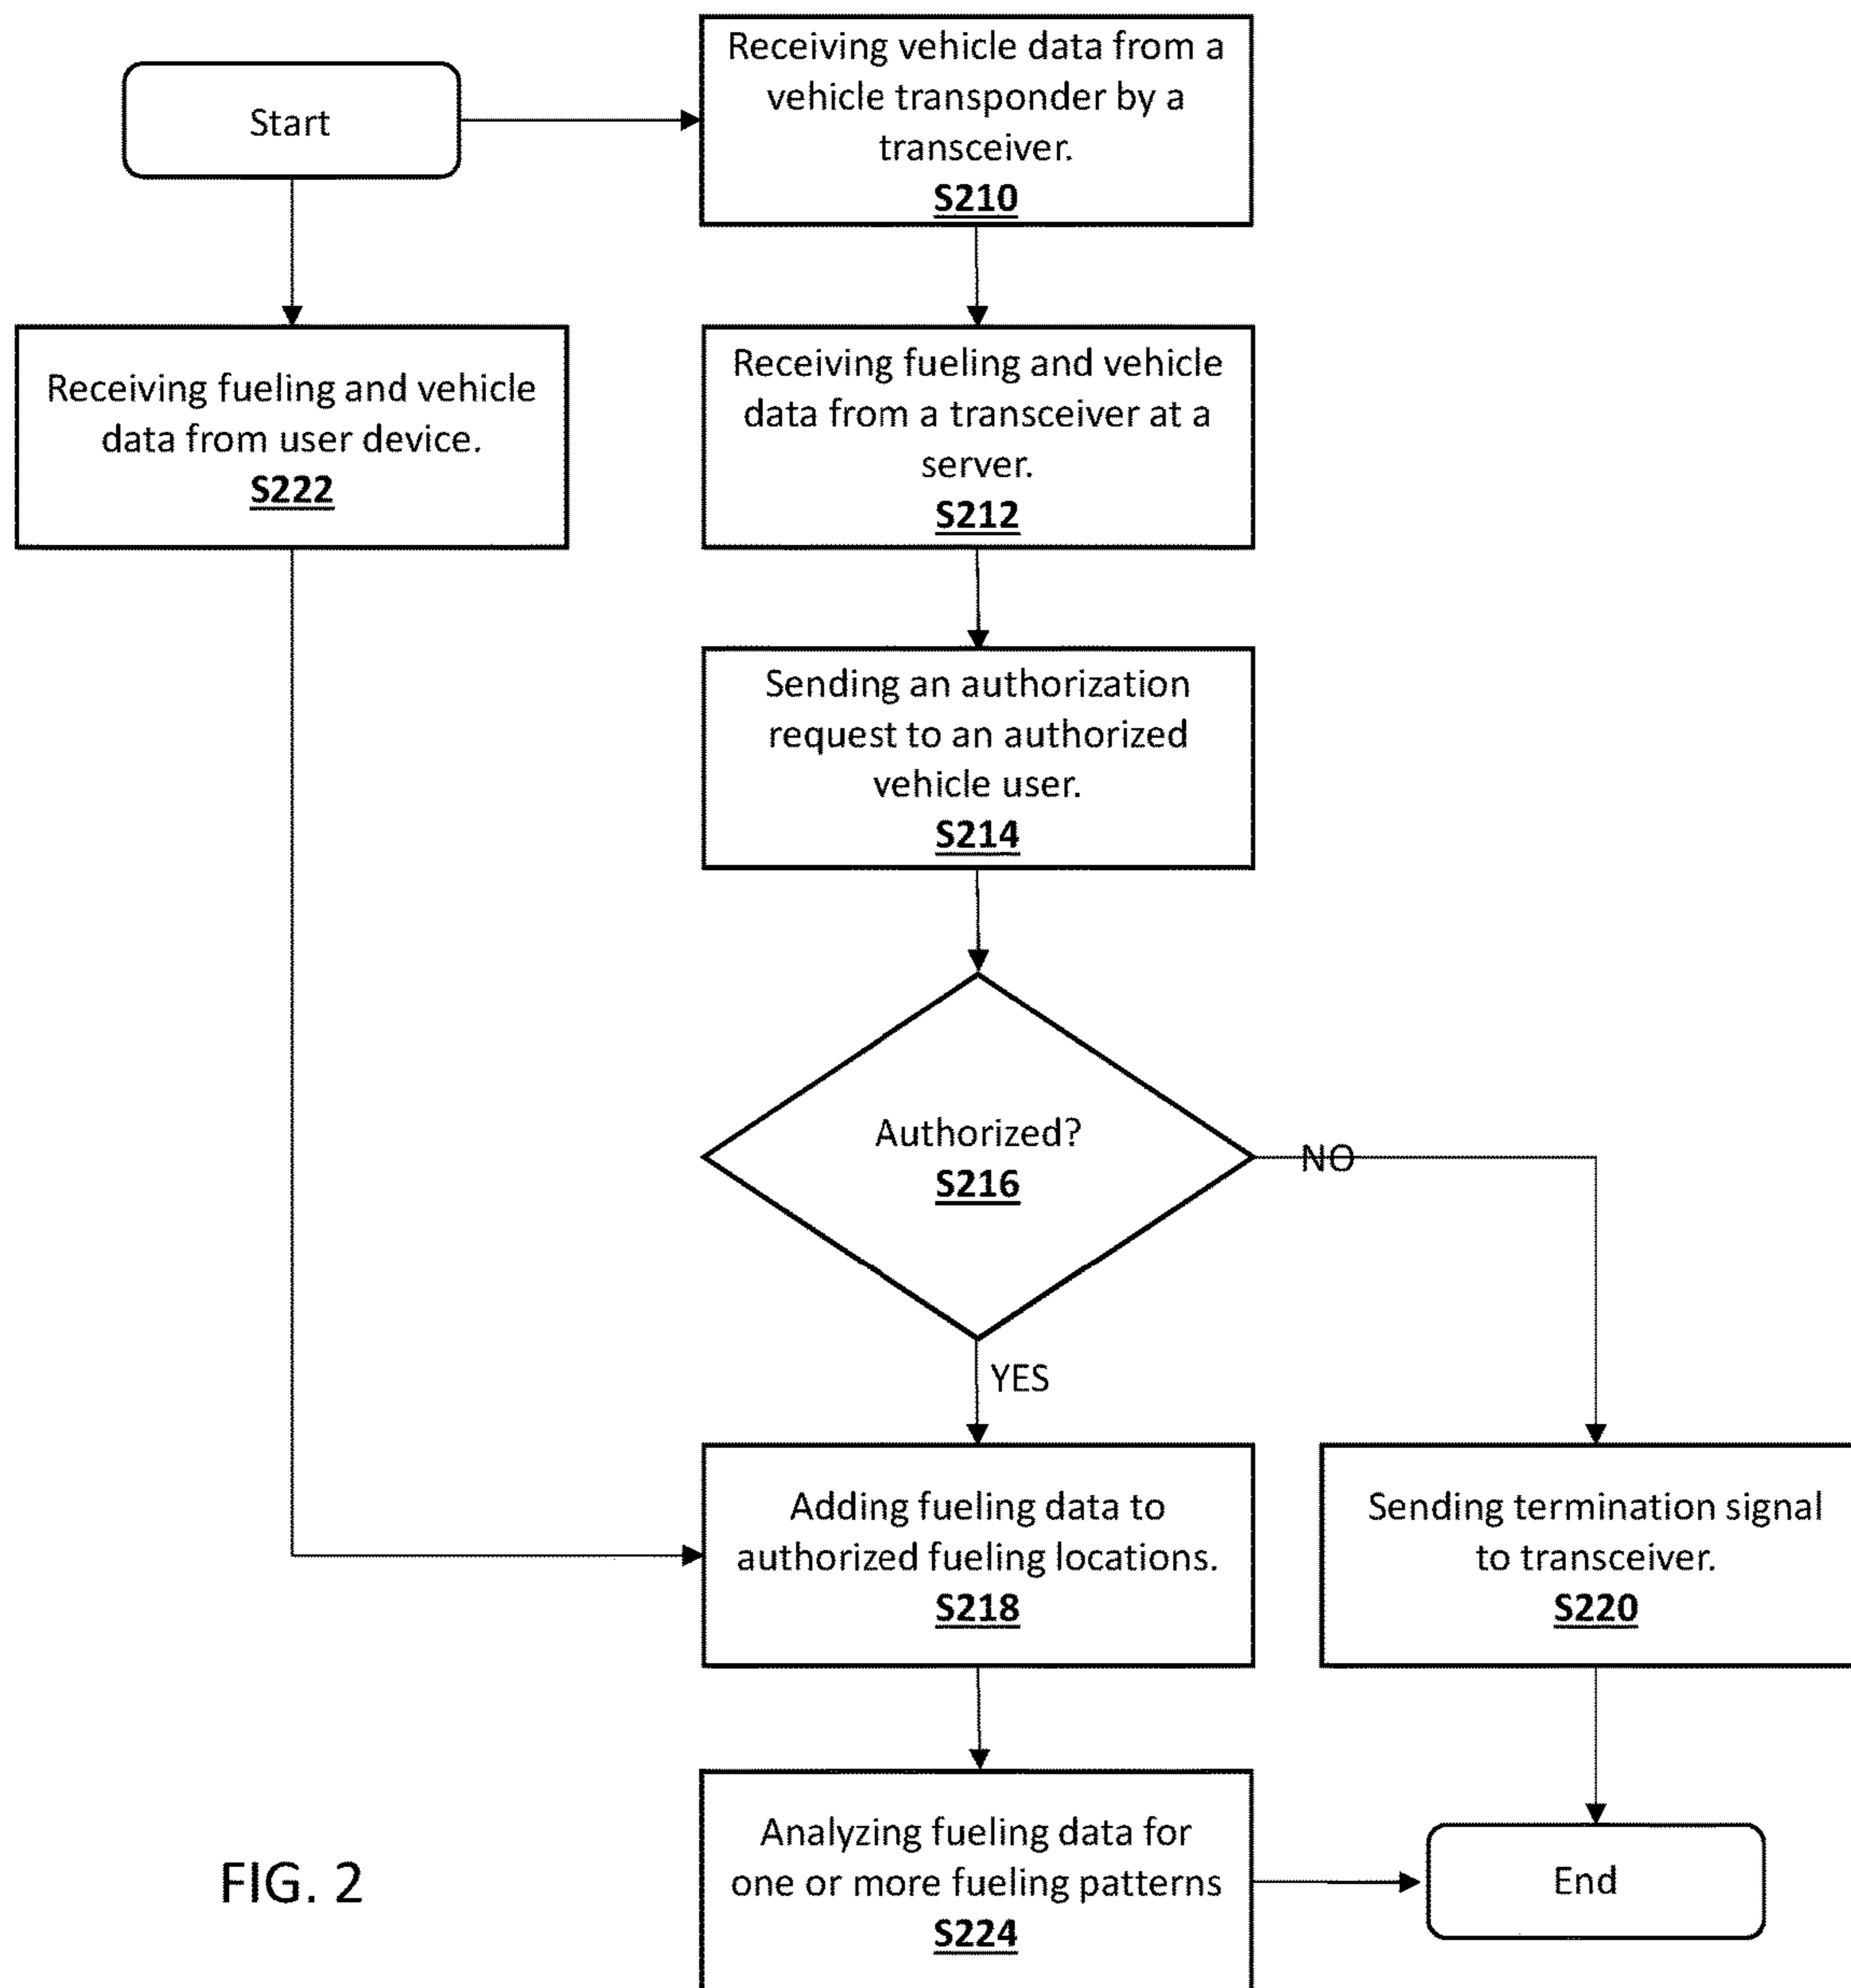 Start
Receiving vehicle data from a
vehicle transponder by a
transceiver.
S210
Receiving fueling and vehicle
data from user device.
S222
Receiving fueling and vehicle
data from a transceiver at a
server.
S212
Sending an authorization
request to an authorized
vehicle user.
S214
Authorized?
S216
NO
YES
Adding fueling data to
authorized fueling locations.
S218
Sending termination signal
to transceiver.
S220
Analyzing fueling data for
one or more fueling patterns
S224
End
FIG. 2